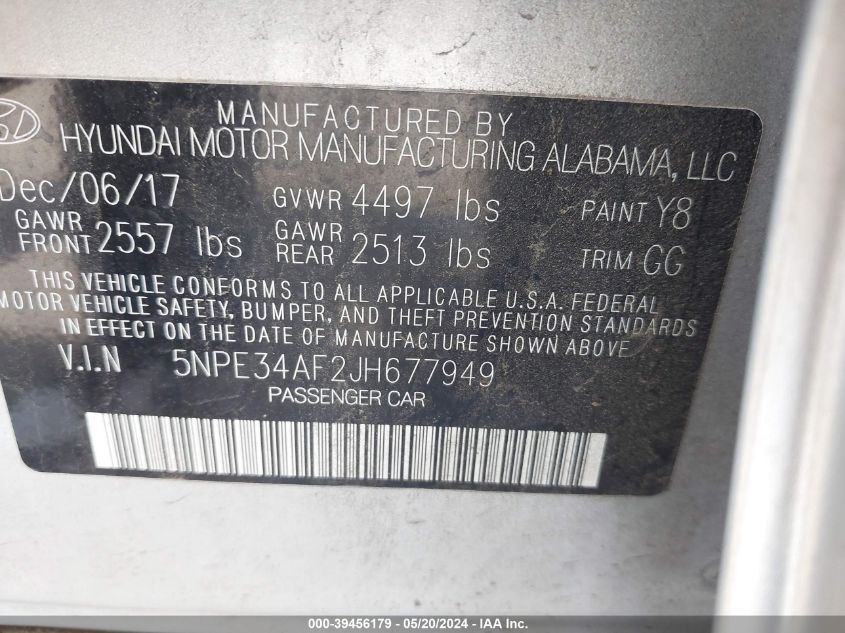 MANUFACTURED BY
HYUNDAI MOTOR MANUFACTURING ALABAMA, LLC
Dec/06/17 GVWR 4497 lbs PAINT Y8
GAWR FRONT 2557 lbs GAWR REAR 2513 lbs TRIM GG
THIS VEHICLE CONFORMS TO ALL APPLICABLE U.S.A. FEDERAL
MOTOR VEHICLE SAFETY, BUMPER, AND THEFT PREVENTION STANDARDS
IN EFFECT ON THE DATE OF MANUFACTURE SHOWN ABOVE.
V.I.N 5NPE34AF2JH677949
PASSENGER CAR
000-39456179 - 05/20/2024 - IAA Inc.